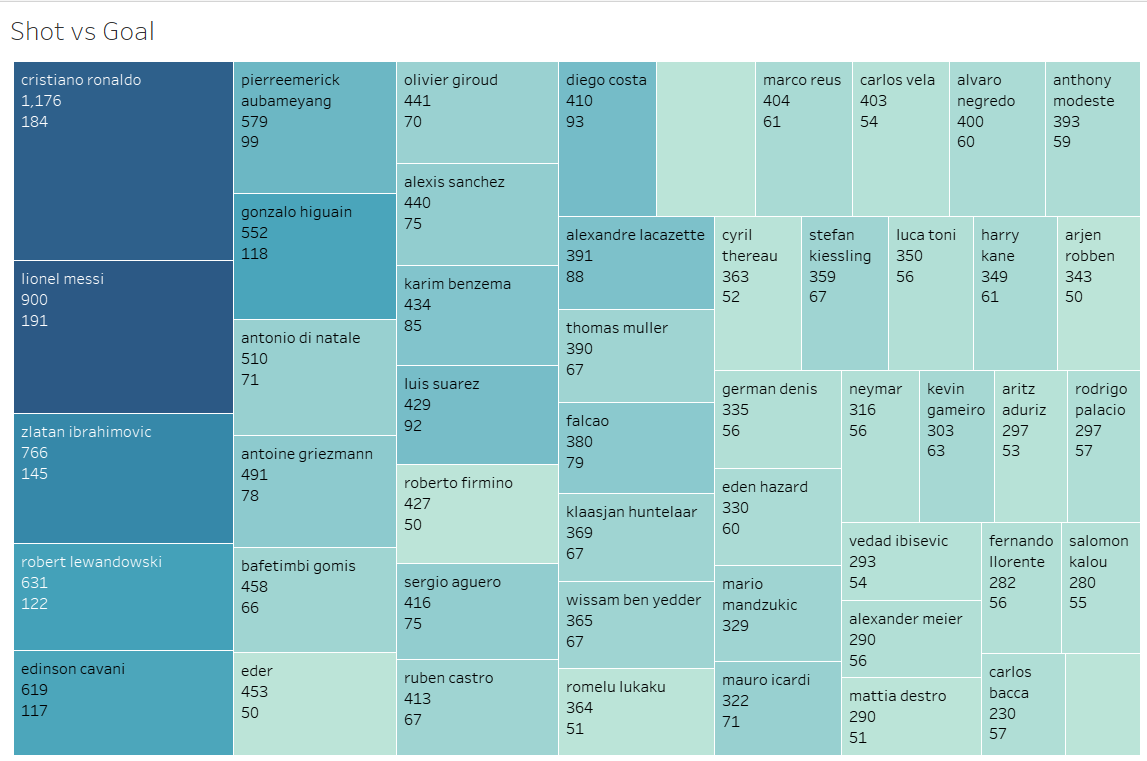 Shot vs Goal
cristiano ronaldo
1,176
184
lionel messi
900
191
zlatan ibrahimovic
766
145
robert lewandowski
631
122
edinson cavani
619
117
pierreemerick
aubameyang
579
99
gonzalo higuain
552
118
antonio di natale
510
71
antoine griezmann
491
78
bafetimbi gomis
458
66
eder
453
50
olivier giroud
441
70
alexis sanchez
440
75
karim benzema
434
85
luis suarez
429
92
roberto firmino
427
50
sergio aguero
416
75
ruben castro
413
67
diego costa
410
93
marco reus
404
61
carlos vela
403
54
alvaro
negredo
400
60
anthony
modeste
393
59
alexandre lacazette
391
88
thomas muller
390
67
falcao
380
79
klaasjan huntelaar
369
67
wissam ben yedder
365
67
romelu lukaku
364
51
cyril
thereau
363
52
stefan
kiessling
359
67
luca toni
350
56
harry
kane
349
61
arjen
robben
343
50
german denis
335
56
eden hazard
330
60
mario
mandzukic
329
mauro icardi
322
71
neymar
316
56
kevin
gameiro
303
63
aritz
aduriz
297
53
rodrigo
palacio
297
57
vedad ibisevic
293
54
alexander meier
290
56
mattia destro
290
51
fernando
llorente
282
56
salomon
kalou
280
55
carlos
bacca
230
57